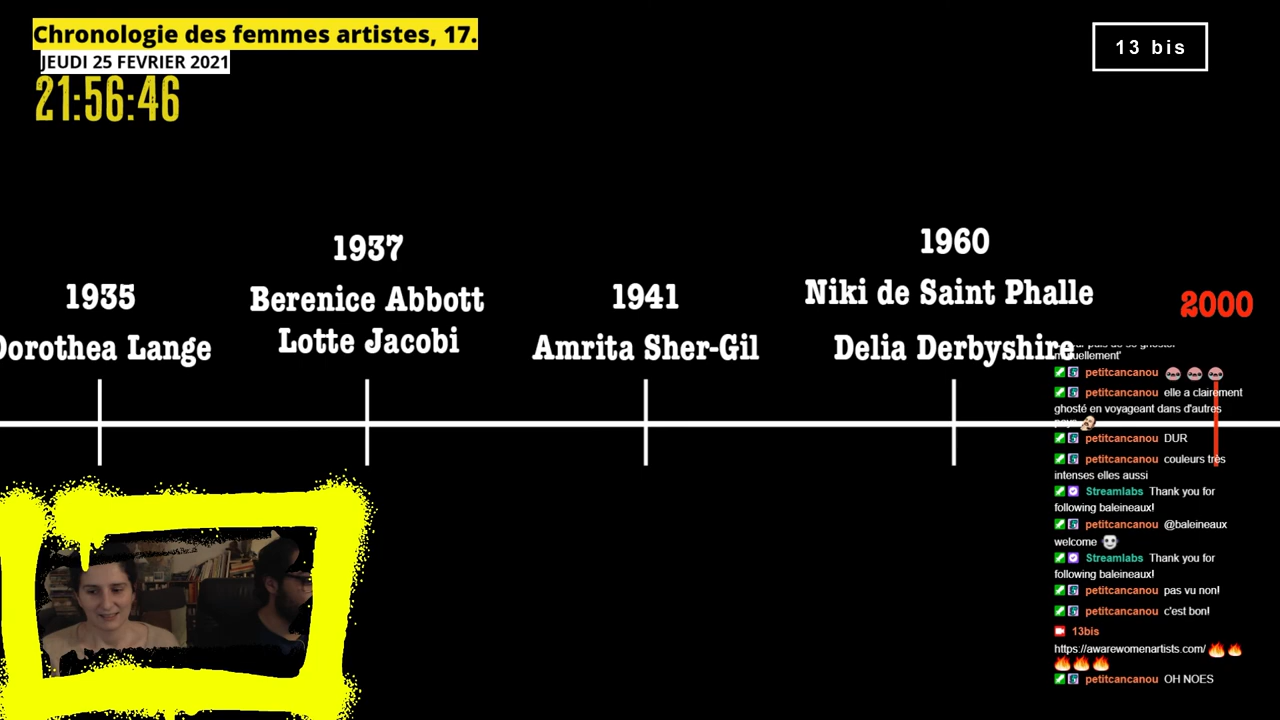 Chronologie des femmes artistes, 17.
JEUDI 25 FEVRIER 2021
21:56:46
13 bis
1935
Dorothea Lange
1937
Berenice Abbott
Lotte Jacobi
1941
Amrita Sher-Gil
1960
Niki de Saint Phalle
Delia Derbyshire
2000
petitcancanou
petitcancanou elle a clairement
ghosté en voyageant dans d'autres
pays
petitcancanou DUR
petitcancanou couleurs très
intenses elles aussi
Streamlabs Thank you for
following baleineaux!
petitcancanou @baleineaux
welcome
Streamlabs Thank you for
following baleineaux!
petitcancanou pas vu non!
petitcancanou c'est bon!
13bis
https://awarewomenartists.com/
petitcancanou OH NOES